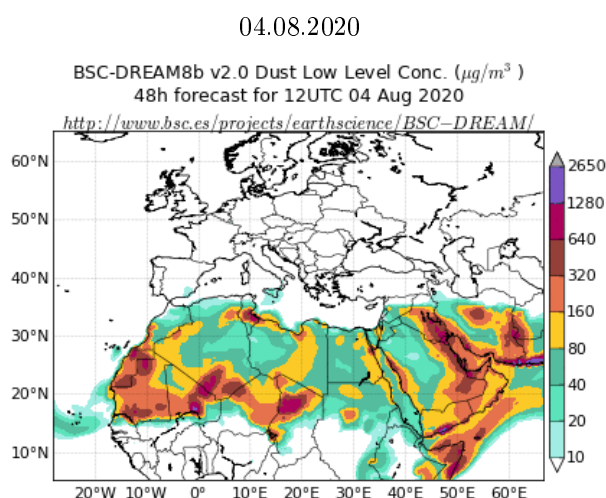 04.08.2020
BSC-DREAM8b v2.0 Dust Low Level Conc. (μg/m³ )
48h forecast for 12UTC 04 Aug 2020
http://www.bsc.es/projects/earthscience/BSC−DREAM/
60°N
50°N
40°N
30°N
20°N
10°N
20°W 10°W 0° 10°E 20°E 30°E 40°E 50°E 60°E
2650
1280
640
320
160
80
40
20
10